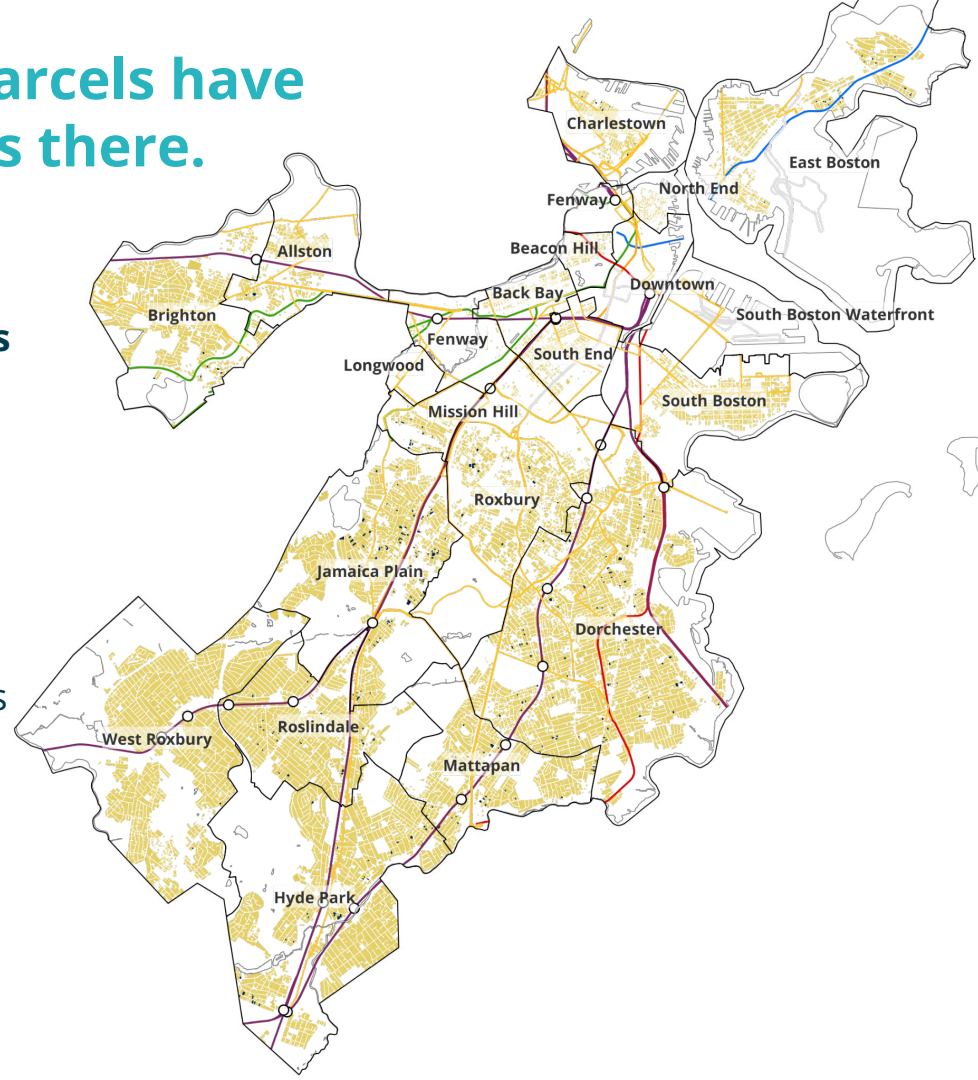 arcels have
s there.
s
s
Charlestown
East Boston
North End
Fenway
Beacon Hill
Allston
Downtown
Back Bay
South Boston Waterfront
Brighton
Fenway
South End
Longwood
South Boston
Mission Hill
Roxbury
Jamaica Plain
Dorchester
Roslindale
West Roxbury
Mattapan
Hyde Park